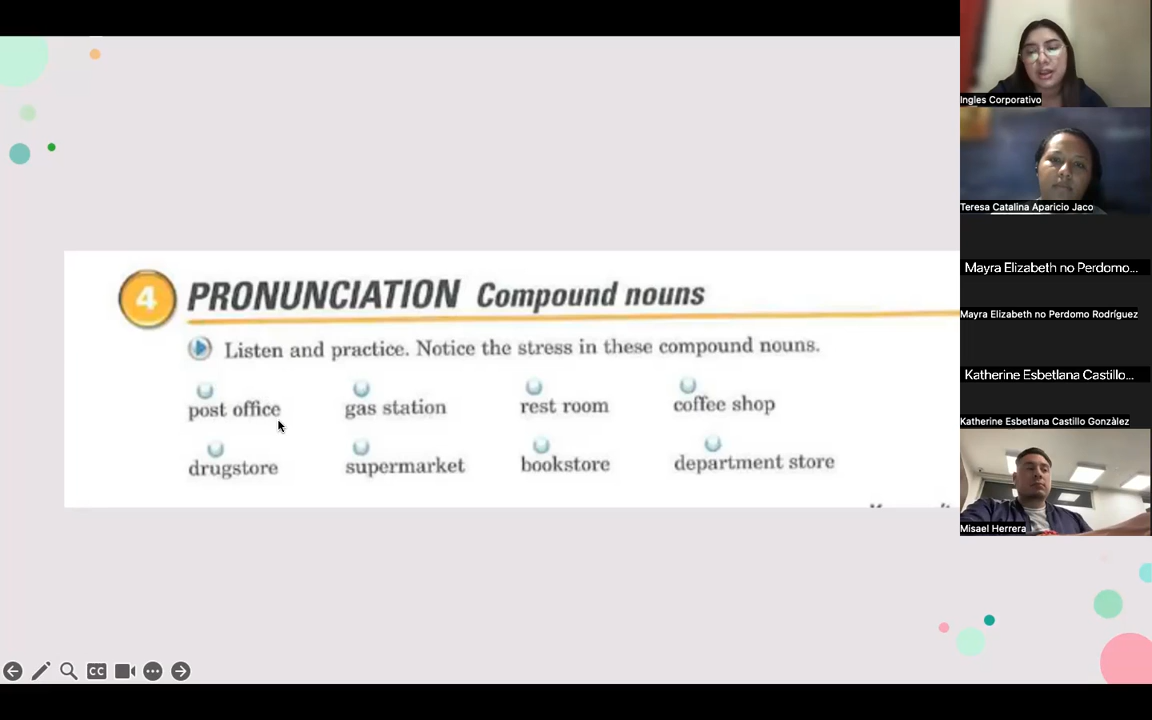 4 PRONUNCIATION Compound nouns
Listen and practice. Notice the stress in these compound nouns.
post office gas station rest room coffee shop
drugstore supermarket bookstore department store
CC
Ingles Corporativo
Teresa Catalina Aparicio Jaco
Mayra Elizabeth no Perdomo...
Mayra Elizabeth no Perdomo Rodríguez
Katherine Esbetlana Castillo...
Katherine Esbetlana Castillo Gonzàlez
Misael Herrera